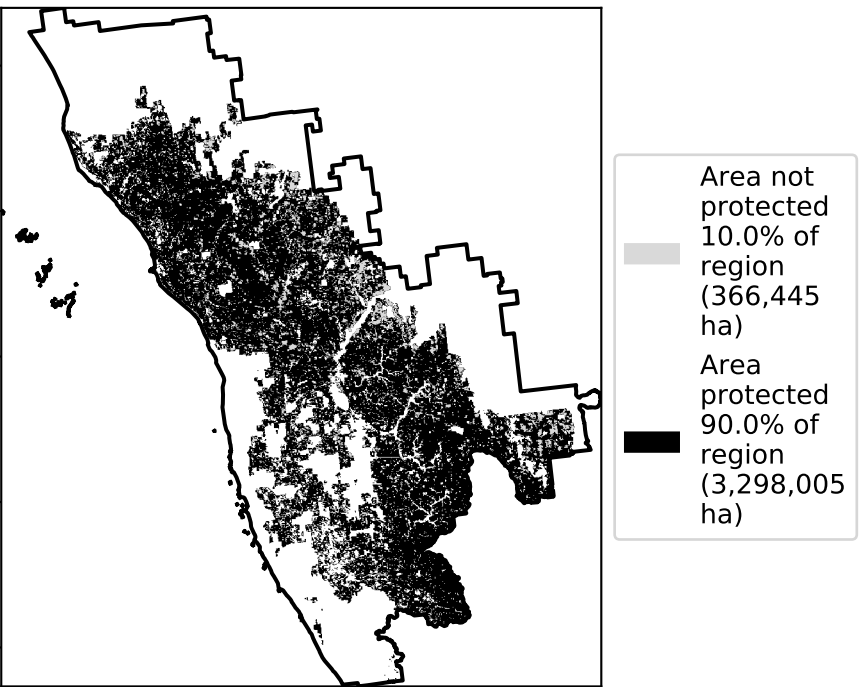 Area not
protected
10.0% of
region
(366,445
ha)
Area
protected
90.0% of
region
(3,298,005
ha)